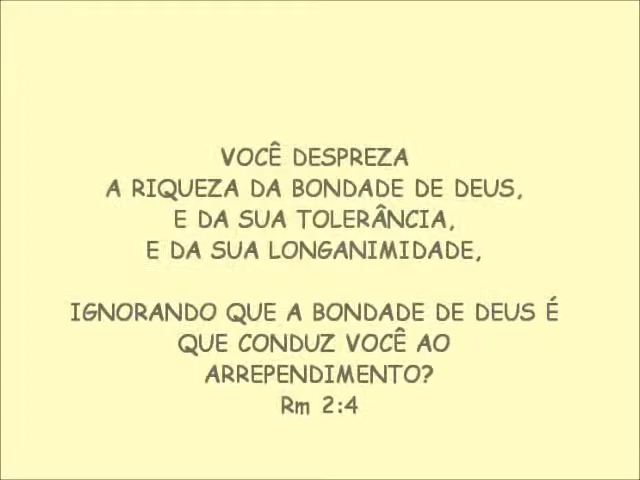 VOCÊ DESPREZA
A RIQUEZA DA BONDADE DE DEUS,
E DA SUA TOLERÂNCIA,
E DA SUA LONGANIMIDADE,
IGNORANDO QUE A BONDADE DE DEUS É
QUE CONDUZ VOCÊ AO
ARREPENDIMENTO?
Rm 2:4